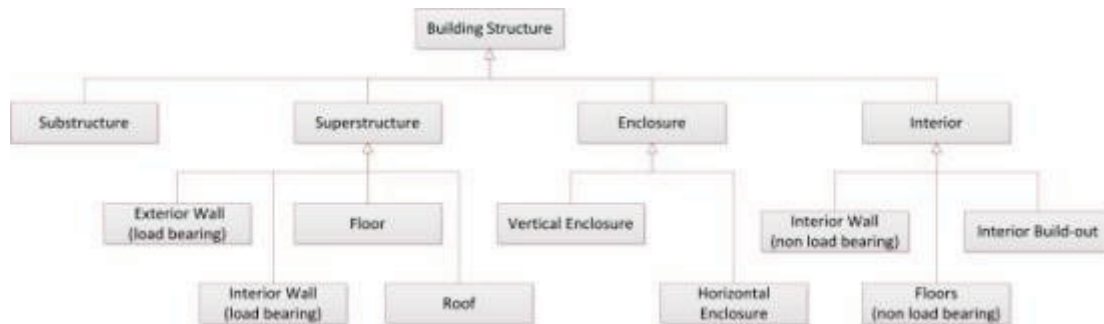 Building Structure
Substructure
Superstructure
Enclosure
Interior
Exterior Wall
(load bearing)
Floor
Vertical Enclosure
Interior Wall
(non load bearing)
Interior Build-out
Interior Wall
(load bearing)
Roof
Horizontal
Enclosure
Floors
(non load bearing)